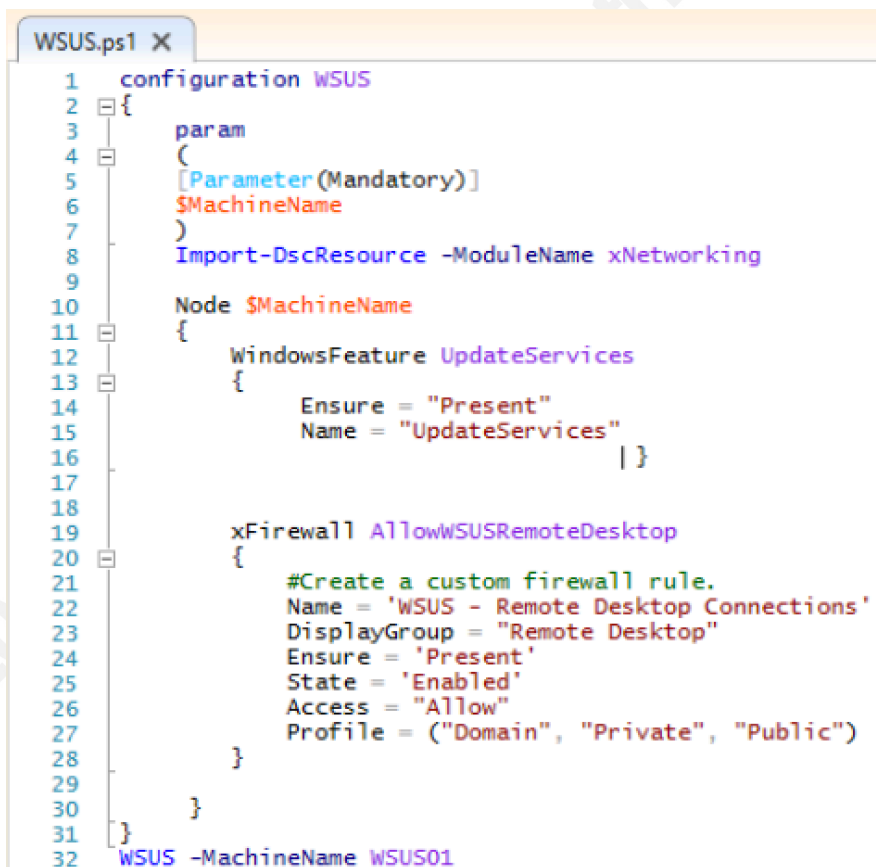 WSUS.ps1 X
1 configuration WSUS
2 {
3 param
4 (
5 [Parameter(Mandatory)]
6 $MachineName
7 )
8 Import-DscResource -ModuleName xNetworking
9
10 Node $MachineName
11 {
12 WindowsFeature UpdateServices
13 {
14 Ensure = "Present"
15 Name = "UpdateServices"
16 }
17
18
19 xFirewall AllowWSUSRemoteDesktop
20 {
21 #Create a custom firewall rule.
22 Name = 'WSUS - Remote Desktop Connections'
23 DisplayGroup = "Remote Desktop"
24 Ensure = 'Present'
25 State = 'Enabled'
26 Access = "Allow"
27 Profile = ("Domain", "Private", "Public")
28 }
29
30 }
31 }
32 WSUS -MachineName WSUS01